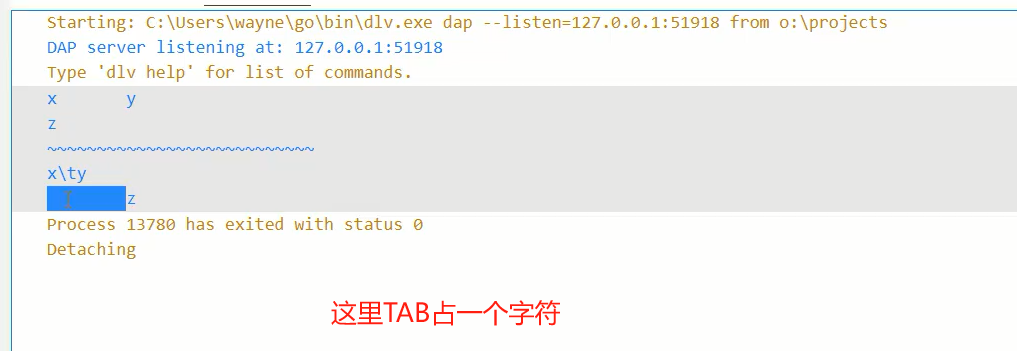 Starting: C:\Users\wayne\go\bin\dlv.exe dap --listen=127.0.0.1:51918 from o:\projects
DAP server listening at: 127.0.0.1:51918
Type 'dlv help' for list of commands.
x	y
z
~~~~~~~~~~~~~~~~~~~~~~~~~~~
x\ty
	z
Process 13780 has exited with status 0
Detaching
这里TAB占一个字符